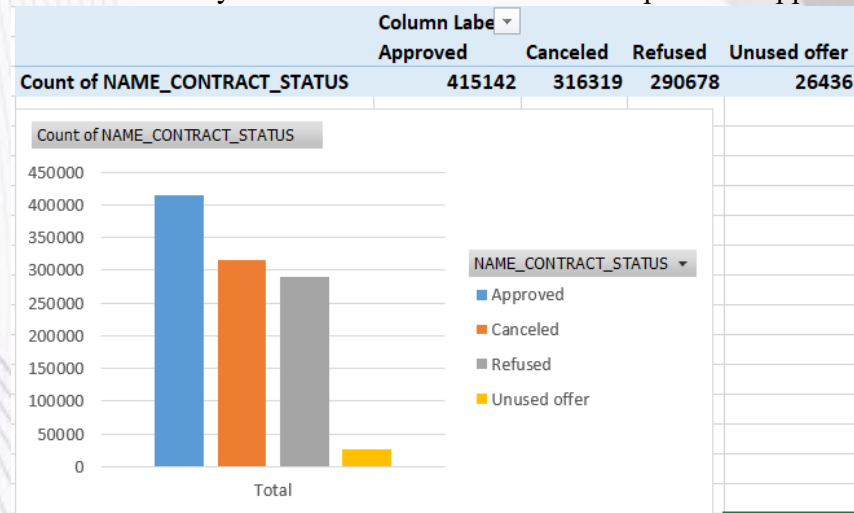 Column Labe
Approved Canceled Refused Unused offer
Count of NAME_CONTRACT_STATUS 415142 316319 290678 26436
Count of NAME_CONTRACT_STATUS
450000
400000
350000
300000
250000
200000
150000
100000
50000
0
Total
NAME_CONTRACT_STATUS
Approved
Canceled
Refused
Unused offer